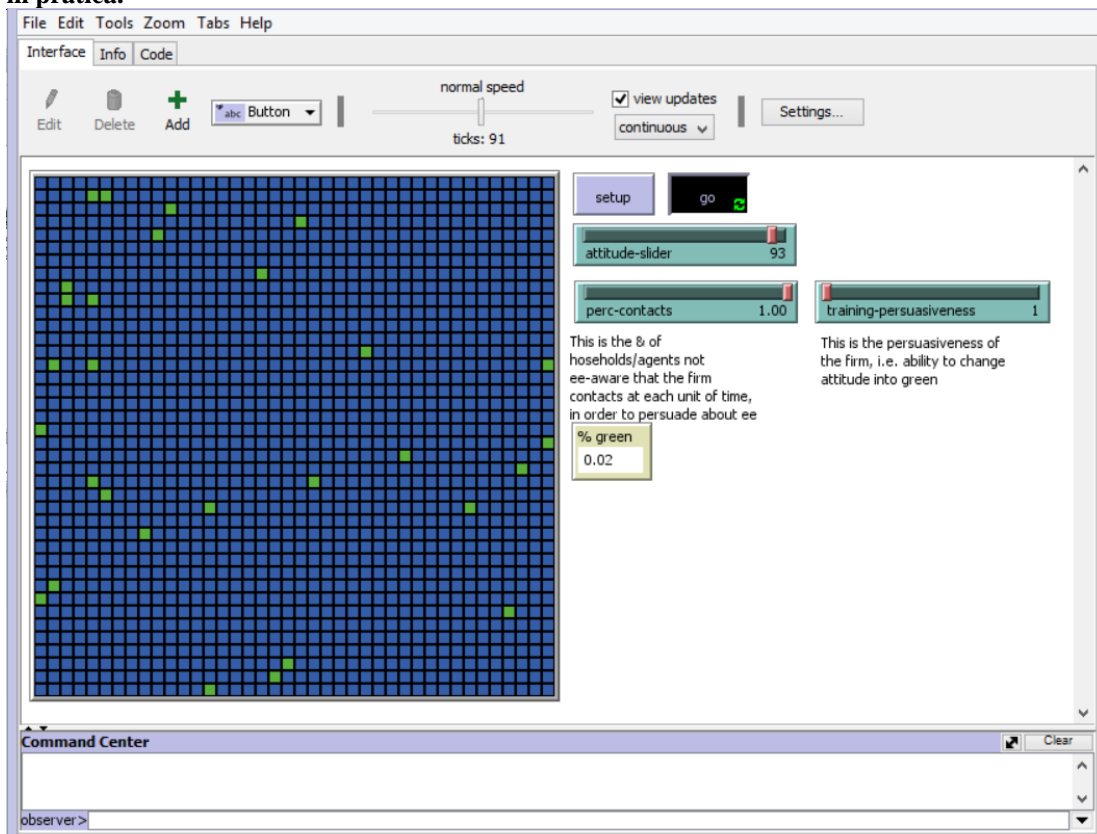 in pratica.
File Edit Tools Zoom Tabs Help
Interface Info Code
normal speed
Edit Delete Add abc Button view updates Settings...
continuous
ticks: 91
setup go
attitude-slider 93
perc-contacts 1.00 training-persuasiveness 1
This is the & of
hoseholds/agents not
ee-aware that the firm
contacts at each unit of time,
in order to persuade about ee
This is the persuasiveness of
the firm, i.e. ability to change
attitude into green
% green
0.02
Command Center Clear
observer>